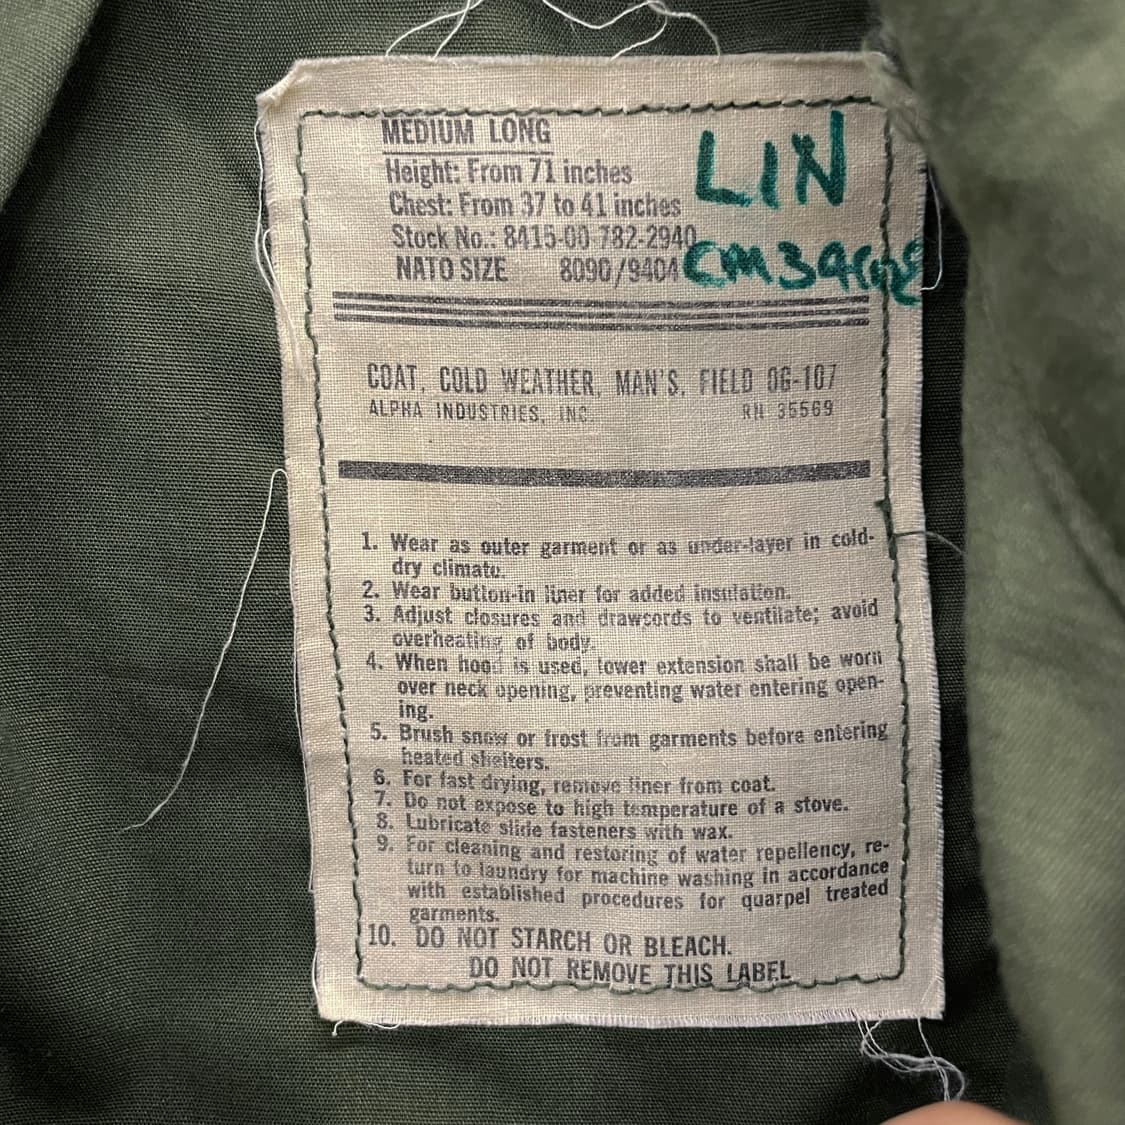 MEDIUM LONG
Height: From 71 inches
Chest: From 37 to 41 inches
Stock No.: 8415-00-782-2940
NATO SIZE 8090/9404
LIN
COAT, COLD WEATHER, MAN'S, FIELD OG-107
ALPHA INDUSTRIES, INC. RN 35569
1. Wear as outer garment or as under-layer in cold-
dry climate.
2. Wear button-in liner for added insulation.
3. Adjust closures and drawcords to ventilate; avoid
overheating of body.
4. When hood is used, lower extension shall be worn
over neck opening, preventing water entering open-
ing.
5. Brush snow or frost from garments before entering
heated shelters.
6. For fast drying, remove liner from coat.
7. Do not expose to high temperature of a stove.
8. Lubricate slide fasteners with wax.
9. For cleaning and restoring of water repellency, re-
turn to laundry for machine washing in accordance
with established procedures for quarpel treated
garments.
10. DO NOT STARCH OR BLEACH.
DO NOT REMOVE THIS LABEL